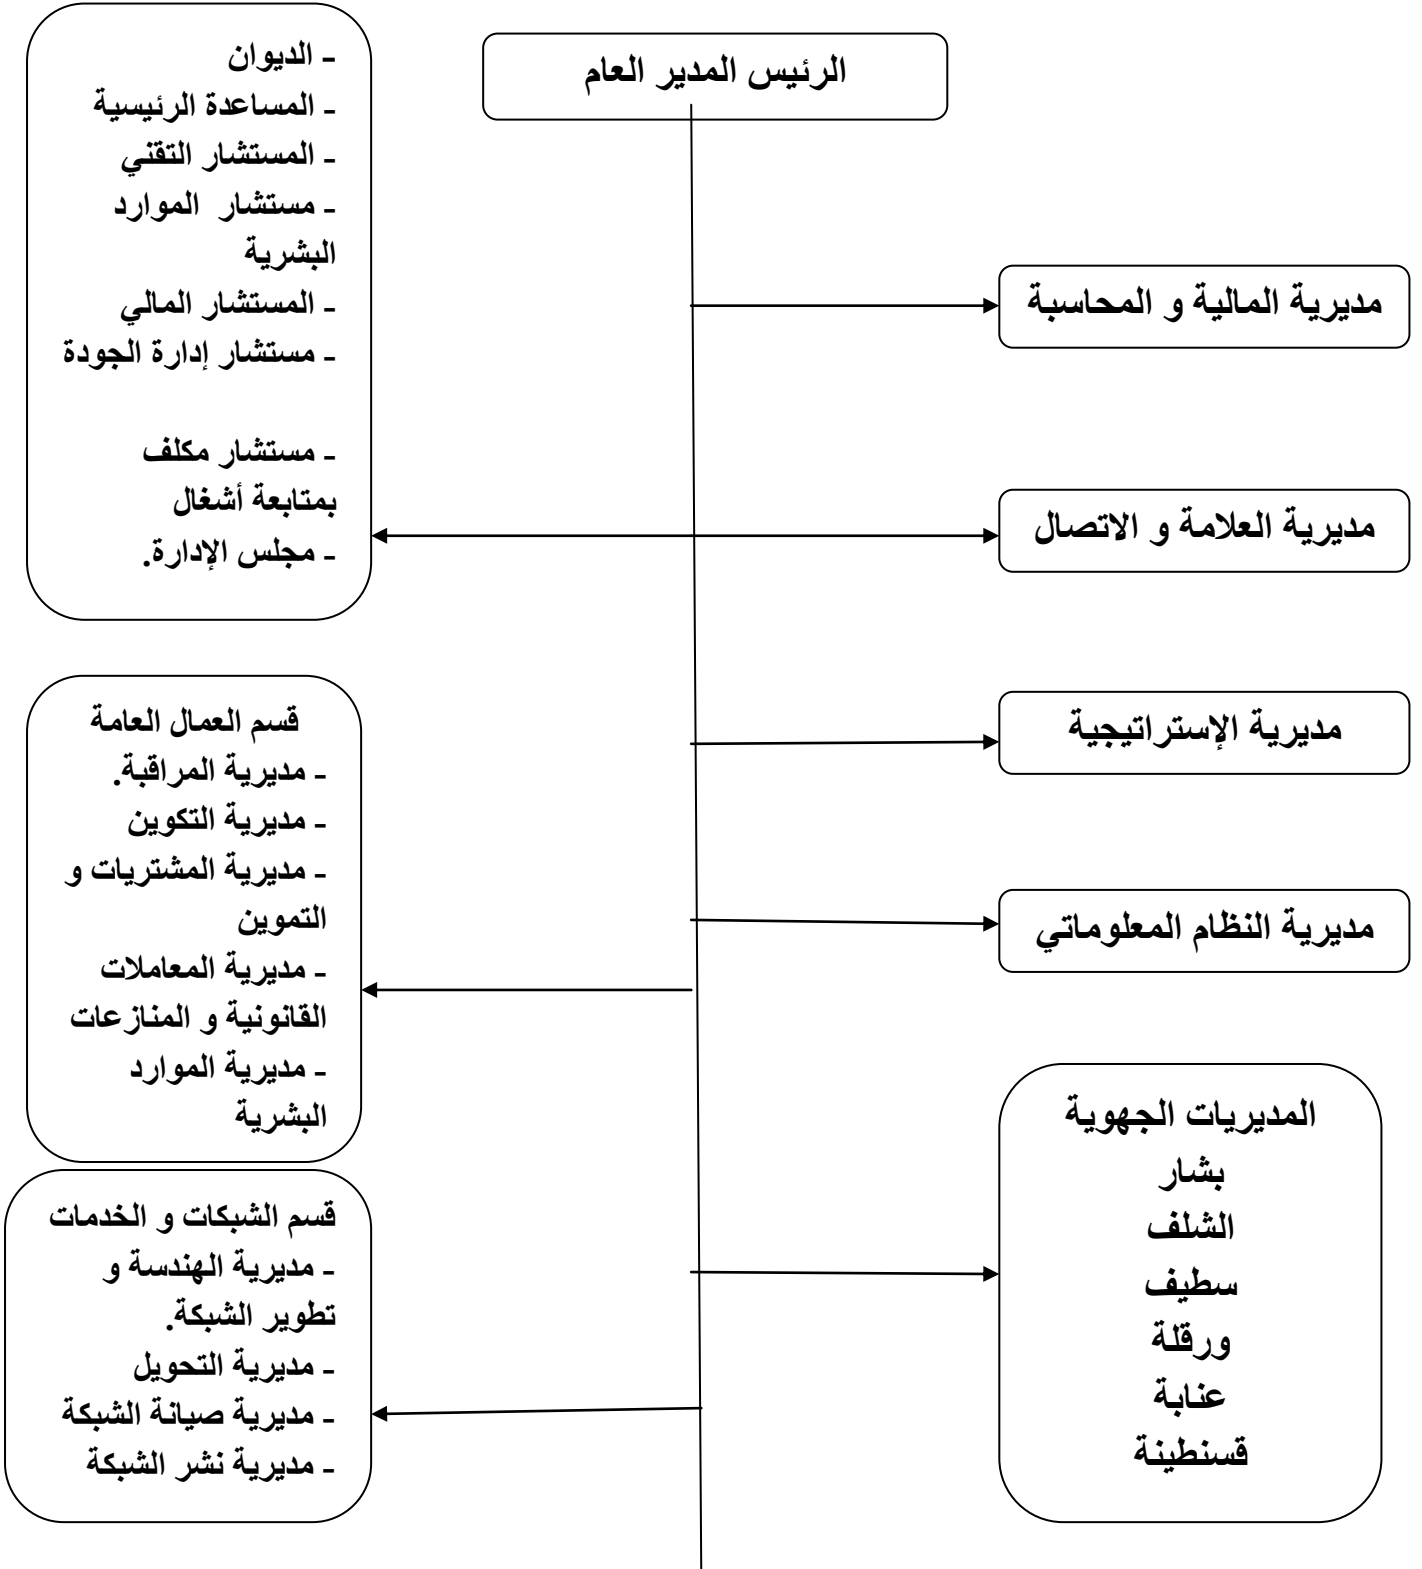 الرئيس المدير العام
- الديوان
- المساعدة الرئيسية
- المستشار التقني
- مستشار الموارد
البشرية
- المستشار المالي
- مستشار إدارة الجودة
- مستشار مكلف
بمتابعة أشغال
- مجلس الإدارة.
مديرية المالية و المحاسبة
مديرية العلامة و الاتصال
مديرية الإستراتيجية
مديرية النظام المعلوماتي
قسم العمال العامة
- مديرية المراقبة.
- مديرية التكوين
- مديرية المشتريات و
التموين
- مديرية المعاملات
القانونية و المنازعات
- مديرية الموارد
البشرية
المديريات الجهوية
بشار
الشلف
سطيف
ورقلة
عنابة
قسنطينة
قسم الشبكات و الخدمات
- مديرية الهندسة و
تطوير الشبكة.
- مديرية التحويل
- مديرية صيانة الشبكة
- مديرية نشر الشبكة